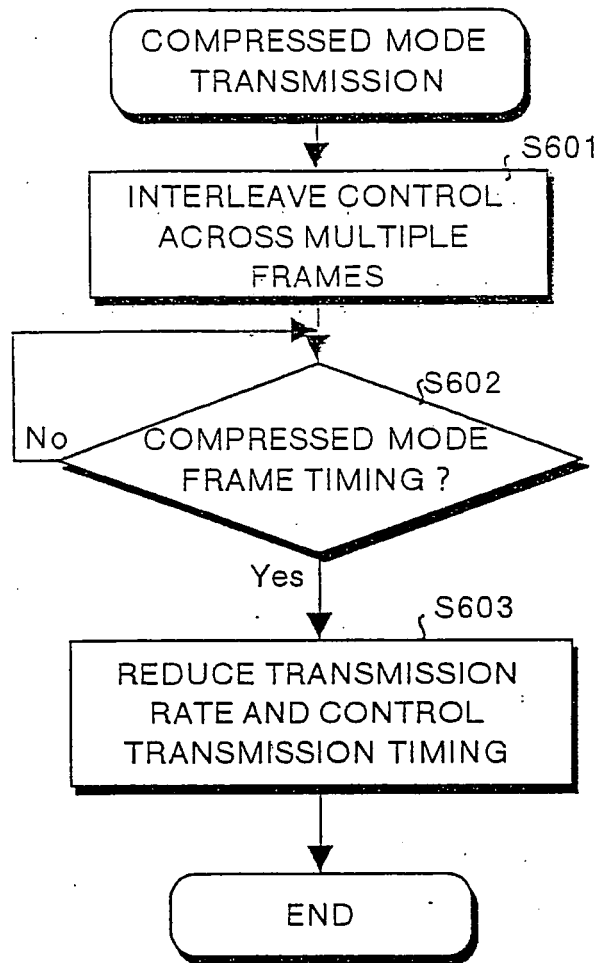 COMPRESSED MODE
TRANSMISSION
S601
INTERLEAVE CONTROL
ACROSS MULTIPLE
FRAMES
S602
No
COMPRESSED MODE
FRAME TIMING ?
Yes
S603
REDUCE TRANSMISSION
RATE AND CONTROL
TRANSMISSION TIMING
END